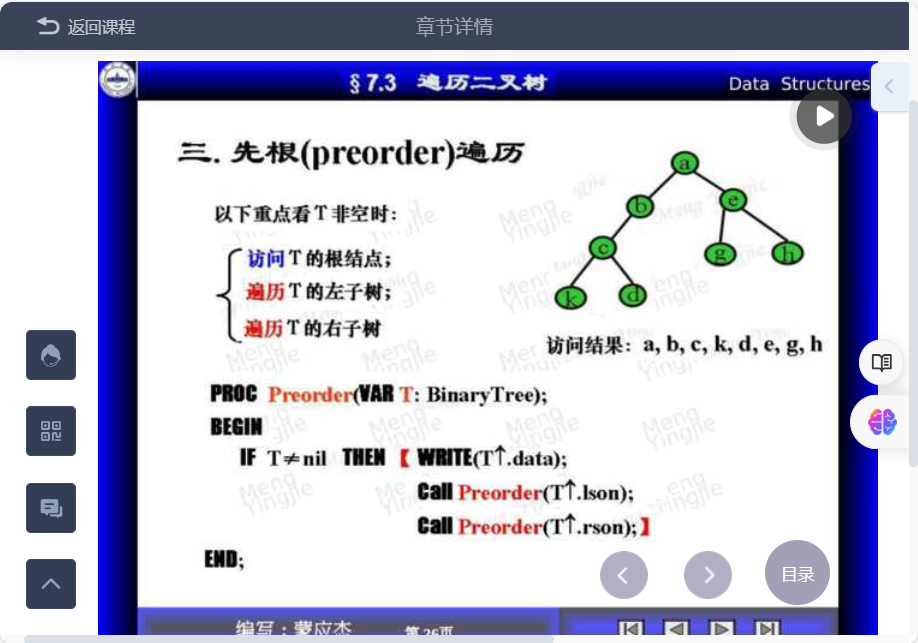 返回课程
章节详情
§7.3 遍历二叉树
Data Structures
三. 先根(preorder)遍历
以下重点看T非空时:
访问T的根结点;
遍历T的左子树;
遍历T的右子树
a
b
e
c
g
h
k
d
访问结果: a, b, c, k, d, e, g, h
PROC Preorder(VAR T: BinaryTree);
BEGIN
IF T≠nil THEN 【 WRITE(T↑.data);
Call Preorder(T↑.lson);
Call Preorder(T↑.rson);】
END;
目录
编写:蒙应杰
第26页
Meng Yingjie